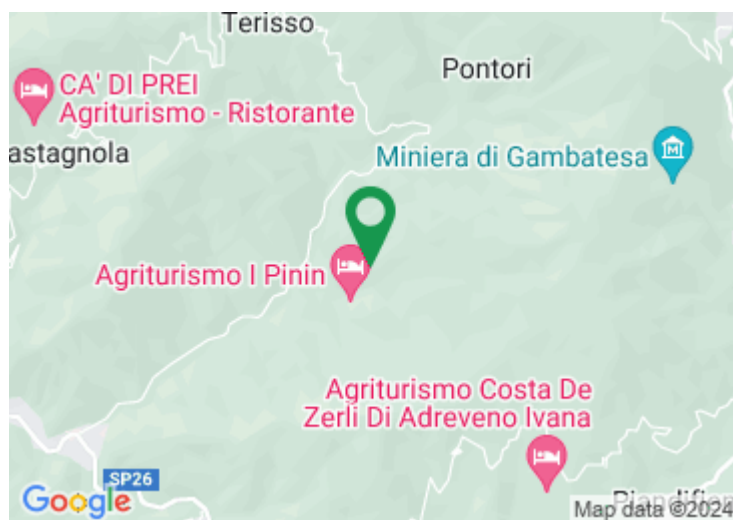 Terisso
Pontori
CA' DI PREI
Agriturismo - Ristorante
astagnola
Miniera di Gambatesa
M
Agriturismo I Pinin
Agriturismo Costa De
Zerli Di Adreveno Ivana
SP26
Google
Map data ©2024